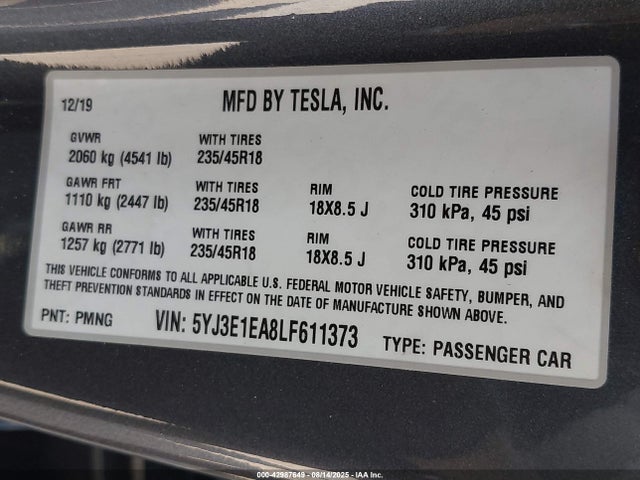 12/19 MFD BY TESLA, INC.
GVWR WITH TIRES
2060 kg (4541 lb) 235/45R18
GAWR FRT WITH TIRES RIM COLD TIRE PRESSURE
1110 kg (2447 lb) 235/45R18 18X8.5 J 310 kPa, 45 psi
GAWR RR WITH TIRES RIM COLD TIRE PRESSURE
1257 kg (2771 lb) 235/45R18 18X8.5 J 310 kPa, 45 psi
THIS VEHICLE CONFORMS TO ALL APPLICABLE U.S. FEDERAL MOTOR VEHICLE SAFETY, BUMPER, AND
THEFT PREVENTION STANDARDS IN EFFECT ON THE DATE OF MANUFACTURE SHOWN ABOVE.
PNT: PMNG VIN: 5YJ3E1EA8LF611373 TYPE: PASSENGER CAR
000-42987649 - 08/14/2025 - IAA Inc.